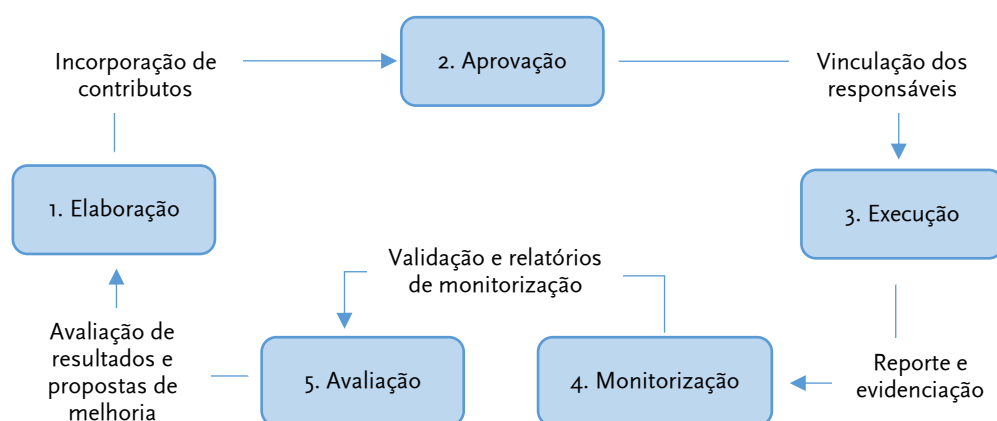 Incorporação de
contributos
2. Aprovação
Vinculação dos
responsáveis
1. Elaboração
3. Execução
Validação e relatórios
de monitorização
Avaliação de
resultados e
propostas de
melhoria
5. Avaliação
4. Monitorização
Reporte e
evidenciação